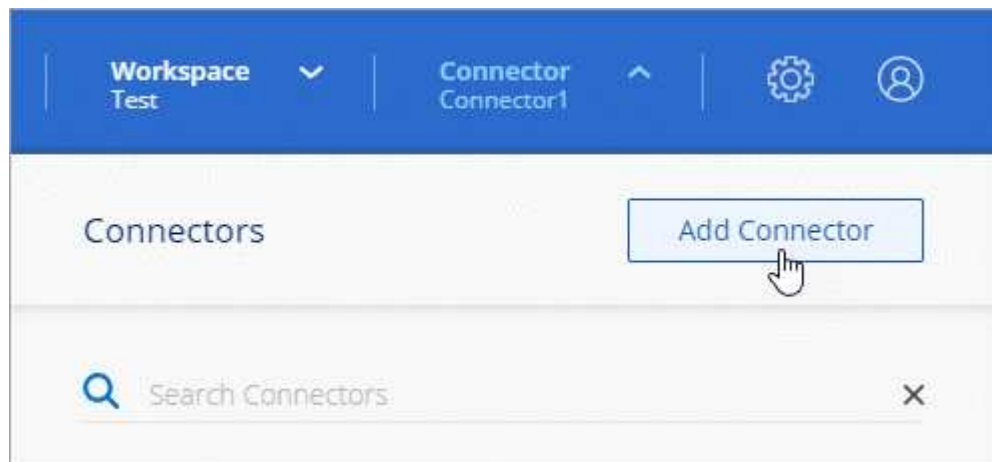 Workspace
Test
Connector
Connector1
Connectors
Add Connector
Search Connectors